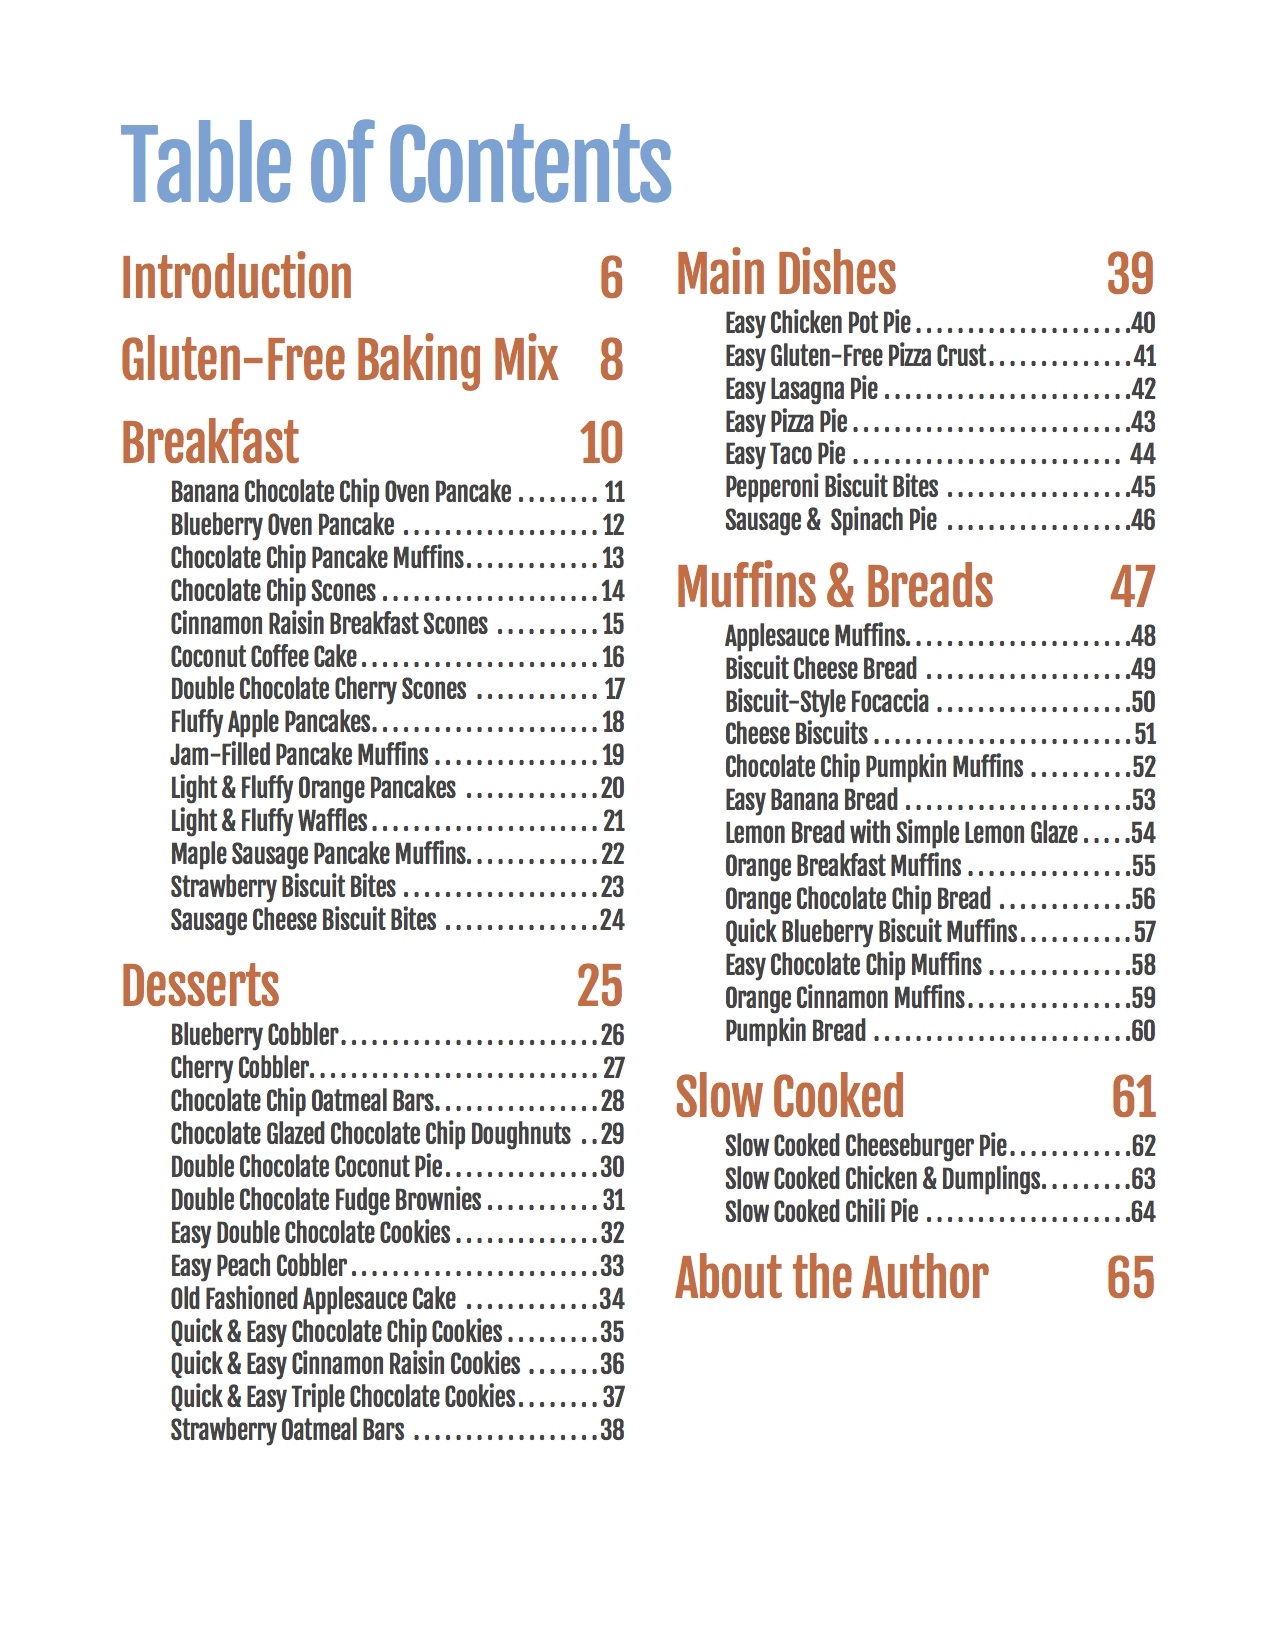 Table of Contents
Introduction 6
Gluten-Free Baking Mix 8
Breakfast 10
Banana Chocolate Chip Oven Pancake . . . . . . . . 11
Blueberry Oven Pancake . . . . . . . . . . . . . . . . . . . 12
Chocolate Chip Pancake Muffins. . . . . . . . . . . . . 13
Chocolate Chip Scones . . . . . . . . . . . . . . . . . . . . . 14
Cinnamon Raisin Breakfast Scones . . . . . . . . . . 15
Coconut Coffee Cake . . . . . . . . . . . . . . . . . . . . . . . 16
Double Chocolate Cherry Scones . . . . . . . . . . . . 17
Fluffy Apple Pancakes. . . . . . . . . . . . . . . . . . . . . . 18
Jam-Filled Pancake Muffins . . . . . . . . . . . . . . . . 19
Light & Fluffy Orange Pancakes . . . . . . . . . . . . . 20
Light & Fluffy Waffles . . . . . . . . . . . . . . . . . . . . . . 21
Maple Sausage Pancake Muffins. . . . . . . . . . . . . 22
Strawberry Biscuit Bites . . . . . . . . . . . . . . . . . . . 23
Sausage Cheese Biscuit Bites . . . . . . . . . . . . . . . 24
Desserts 25
Blueberry Cobbler . . . . . . . . . . . . . . . . . . . . . . . . . 26
Cherry Cobbler. . . . . . . . . . . . . . . . . . . . . . . . . . . . 27
Chocolate Chip Oatmeal Bars. . . . . . . . . . . . . . . . 28
Chocolate Glazed Chocolate Chip Doughnuts . . 29
Double Chocolate Coconut Pie . . . . . . . . . . . . . . . 30
Double Chocolate Fudge Brownies . . . . . . . . . . . 31
Easy Double Chocolate Cookies . . . . . . . . . . . . . . 32
Easy Peach Cobbler . . . . . . . . . . . . . . . . . . . . . . . . 33
Old Fashioned Applesauce Cake . . . . . . . . . . . . . 34
Quick & Easy Chocolate Chip Cookies . . . . . . . . . 35
Quick & Easy Cinnamon Raisin Cookies . . . . . . . 36
Quick & Easy Triple Chocolate Cookies . . . . . . . . 37
Strawberry Oatmeal Bars . . . . . . . . . . . . . . . . . . 38
Main Dishes 39
Easy Chicken Pot Pie . . . . . . . . . . . . . . . . . . . . . 40
Easy Gluten-Free Pizza Crust . . . . . . . . . . . . . . 41
Easy Lasagna Pie . . . . . . . . . . . . . . . . . . . . . . . . 42
Easy Pizza Pie . . . . . . . . . . . . . . . . . . . . . . . . . . . 43
Easy Taco Pie . . . . . . . . . . . . . . . . . . . . . . . . . . 44
Pepperoni Biscuit Bites . . . . . . . . . . . . . . . . . . 45
Sausage & Spinach Pie . . . . . . . . . . . . . . . . . . 46
Muffins & Breads 47
Applesauce Muffins. . . . . . . . . . . . . . . . . . . . . . 48
Biscuit Cheese Bread . . . . . . . . . . . . . . . . . . . . 49
Biscuit-Style Focaccia . . . . . . . . . . . . . . . . . . . 50
Cheese Biscuits . . . . . . . . . . . . . . . . . . . . . . . . . 51
Chocolate Chip Pumpkin Muffins . . . . . . . . . . 52
Easy Banana Bread . . . . . . . . . . . . . . . . . . . . . . 53
Lemon Bread with Simple Lemon Glaze . . . . . 54
Orange Breakfast Muffins . . . . . . . . . . . . . . . . 55
Orange Chocolate Chip Bread . . . . . . . . . . . . . 56
Quick Blueberry Biscuit Muffins . . . . . . . . . . . 57
Easy Chocolate Chip Muffins . . . . . . . . . . . . . . 58
Orange Cinnamon Muffins . . . . . . . . . . . . . . . . 59
Pumpkin Bread . . . . . . . . . . . . . . . . . . . . . . . . . 60
Slow Cooked 61
Slow Cooked Cheeseburger Pie . . . . . . . . . . . . 62
Slow Cooked Chicken & Dumplings. . . . . . . . . 63
Slow Cooked Chili Pie . . . . . . . . . . . . . . . . . . . . 64
About the Author 65